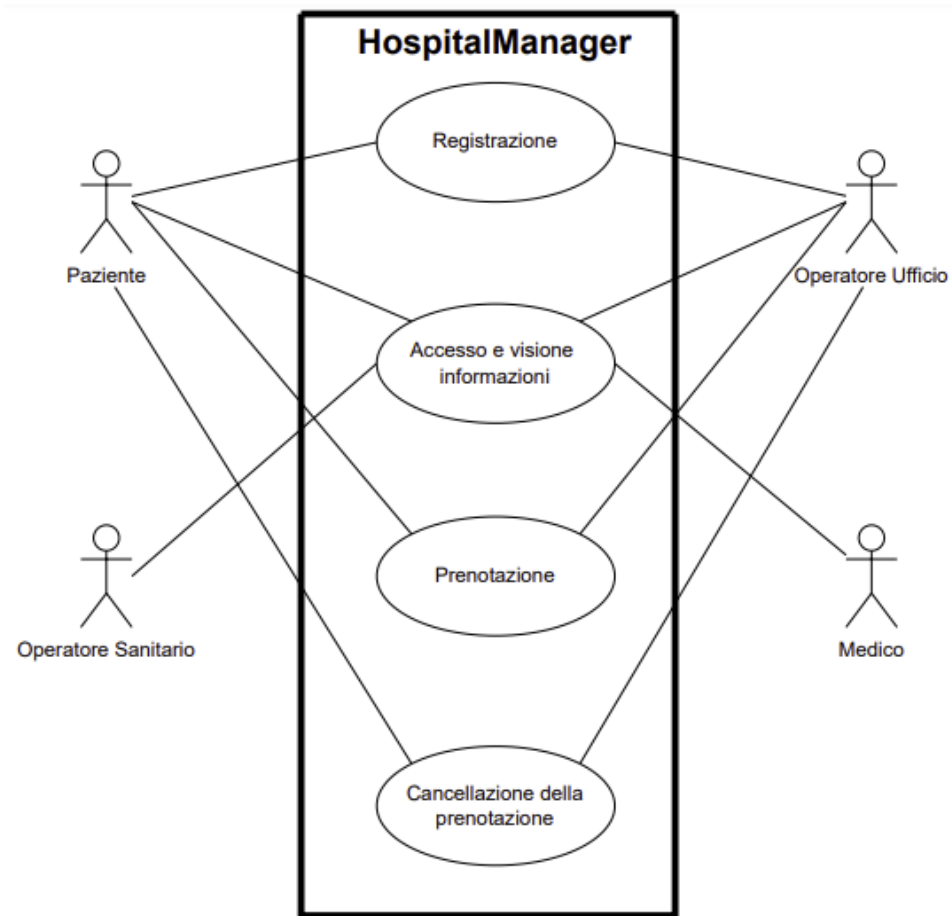 HospitalManager
Registrazione
Paziente
Operatore Ufficio
Accesso e visione
informazioni
Prenotazione
Operatore Sanitario
Medico
Cancellazione della
prenotazione